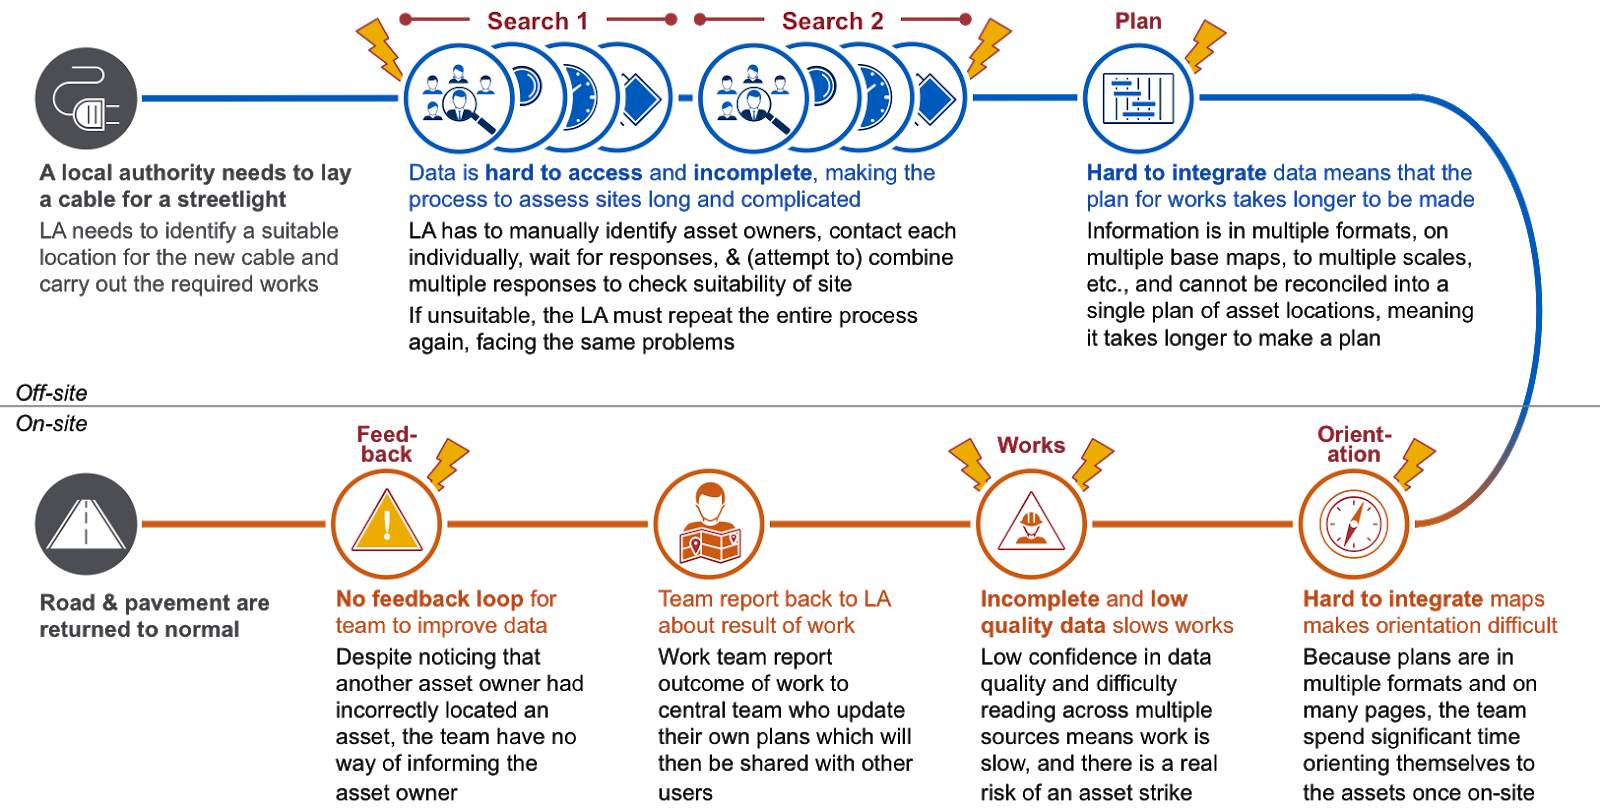 Search 1
Search 2
Plan
A local authority needs to lay
a cable for a streetlight
LA needs to identify a suitable
location for the new cable and
carry out the required works
Data is hard to access and incomplete, making the
process to assess sites long and complicated
LA has to manually identify asset owners, contact each
individually, wait for responses, & (attempt to) combine
multiple responses to check suitability of site
If unsuitable, the LA must repeat the entire process
again, facing the same problems
Hard to integrate data means that the
plan for works takes longer to be made
Information is in multiple formats, on
multiple base maps, to multiple scales,
etc., and cannot be reconciled into a
single plan of asset locations, meaning
it takes longer to make a plan
Off-site
On-site
Feed-
back
Works
Orient-
ation
Road & pavement are
returned to normal
No feedback loop for
team to improve data
Despite noticing that
another asset owner had
incorrectly located an
asset, the team have no
way of informing the
asset owner
Team report back to LA
about result of work
Work team report
outcome of work to
central team who update
their own plans which will
then be shared with other
users
Incomplete and low
quality data slows works
Low confidence in data
quality and difficulty
reading across multiple
sources means work is
slow, and there is a real
risk of an asset strike
Hard to integrate maps
makes orientation difficult
Because plans are in
multiple formats and on
many pages, the team
spend significant time
orienting themselves to
the assets once on-site